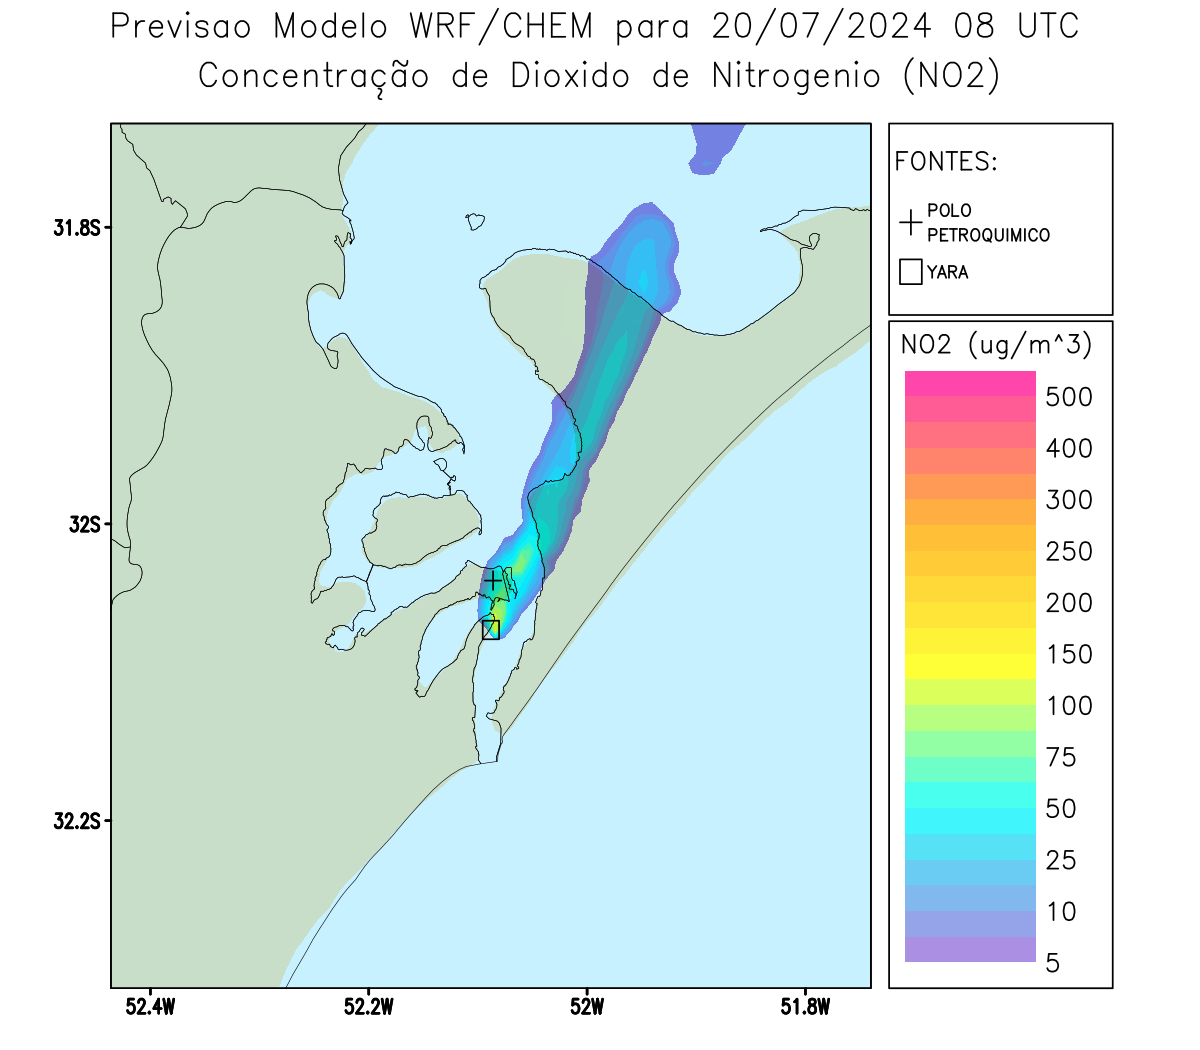 Previsao Modelo WRF/CHEM para 20/07/2024 08 UTC
Concentração de Dioxido de Nitrogenio (NO2)
FONTES:
POLO
PETROQUIMICO
YARA
31.8S
32S
32.2S
52.4W
52.2W
52W
51.8W
NO2 (ug/m^3)
500
400
300
250
200
150
100
75
50
25
10
5